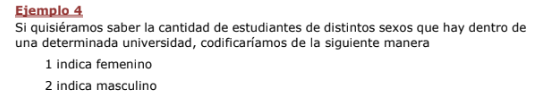 Ejemplo 4
Si quisiéramos saber la cantidad de estudiantes de distintos sexos que hay dentro de
una determinada universidad, codificaríamos de la siguiente manera
1 indica femenino
2 indica masculino